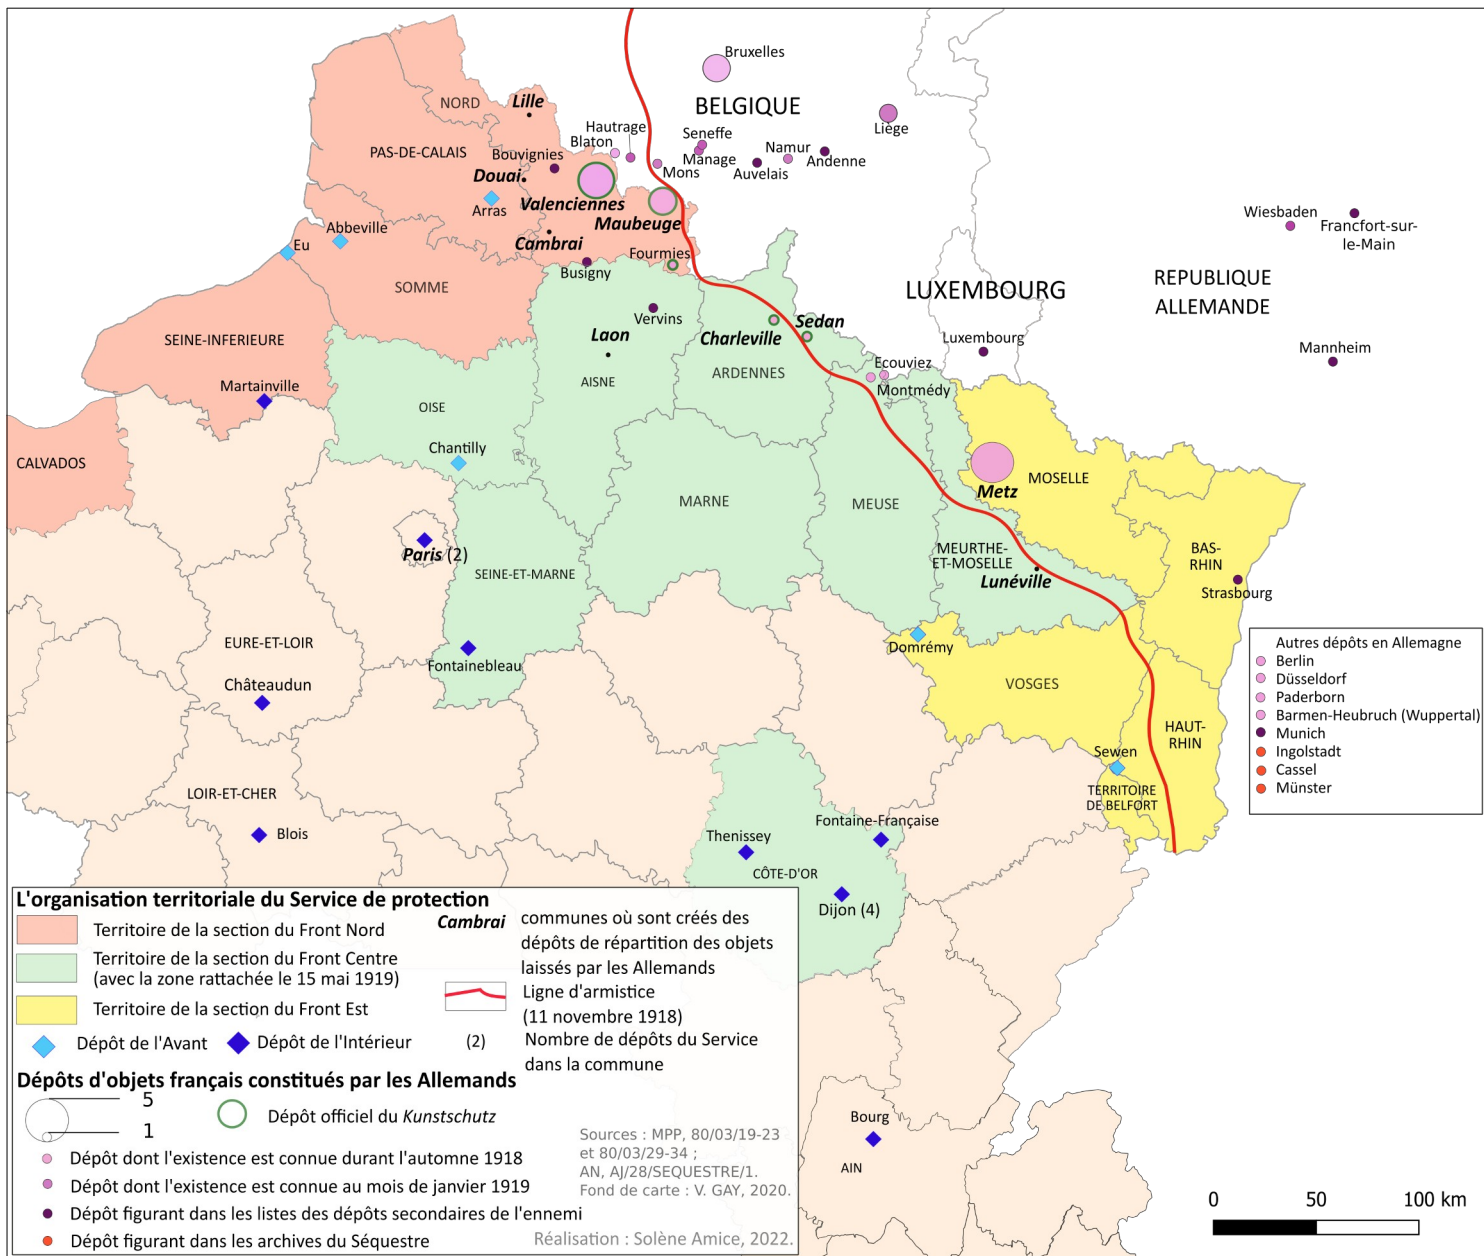 Bruxelles
BELGIQUE
NORD
Lille
Liège
Hautrage
Blaton
Seneffe
Manage
Mons
Namur
Andenne
Auvelais
PAS-DE-CALAIS
Bouvignies
Douai
Arras
Valenciennes
Maubeuge
Cambrai
Abbeville
Eu
Fourmies
Busigny
Wiesbaden
Francfort-sur-
le-Main
SOMME
LUXEMBOURG
REPUBLIQUE
ALLEMANDE
Vervins
Sedan
Charleville
Laon
SEINE-INFERIEURE
Luxembourg
Mannheim
Ecouviez
Montmédy
ARDENNES
AISNE
Martainville
OISE
Chantilly
CALVADOS
MARNE
MEUSE
Metz
MOSELLE
Paris (2)
SEINE-ET-MARNE
MEURTHE-
ET-MOSELLE
Lunéville
BAS-
RHIN
Strasbourg
EURE-ET-LOIR
Fontainebleau
Domrémy
Châteaudun
VOSGES
HAUT-
RHIN
Sewen
TERRITOIRE
DE BELFORT
LOIR-ET-CHER
Blois
Thenissey
Fontaine-Française
CÔTE-D'OR
Dijon (4)
Bourg
AIN
Autres dépôts en Allemagne
Berlin
Düsseldorf
Paderborn
Barmen-Heubruch (Wuppertal)
Munich
Ingolstadt
Cassel
Münster
L'organisation territoriale du Service de protection
Territoire de la section du Front Nord
Territoire de la section du Front Centre
(avec la zone rattachée le 15 mai 1919)
Territoire de la section du Front Est
Dépôt de l'Avant
Dépôt de l'Intérieur
Cambrai
communes où sont créés des
dépôts de répartition des objets
laissés par les Allemands
Ligne d'armistice
(11 novembre 1918)
(2)
Nombre de dépôts du Service
dans la commune
Dépôts d'objets français constitués par les Allemands
5
1
Dépôt officiel du Kunstschutz
Dépôt dont l'existence est connue durant l'automne 1918
Dépôt dont l'existence est connue au mois de janvier 1919
Dépôt figurant dans les listes des dépôts secondaires de l'ennemi
Dépôt figurant dans les archives du Séquestre
Sources : MPP, 80/03/19-23
et 80/03/29-34 ;
AN, AJ/28/SEQUESTRE/1.
Fond de carte : V. GAY, 2020.
Réalisation : Solène Amice, 2022.
0 50 100 km